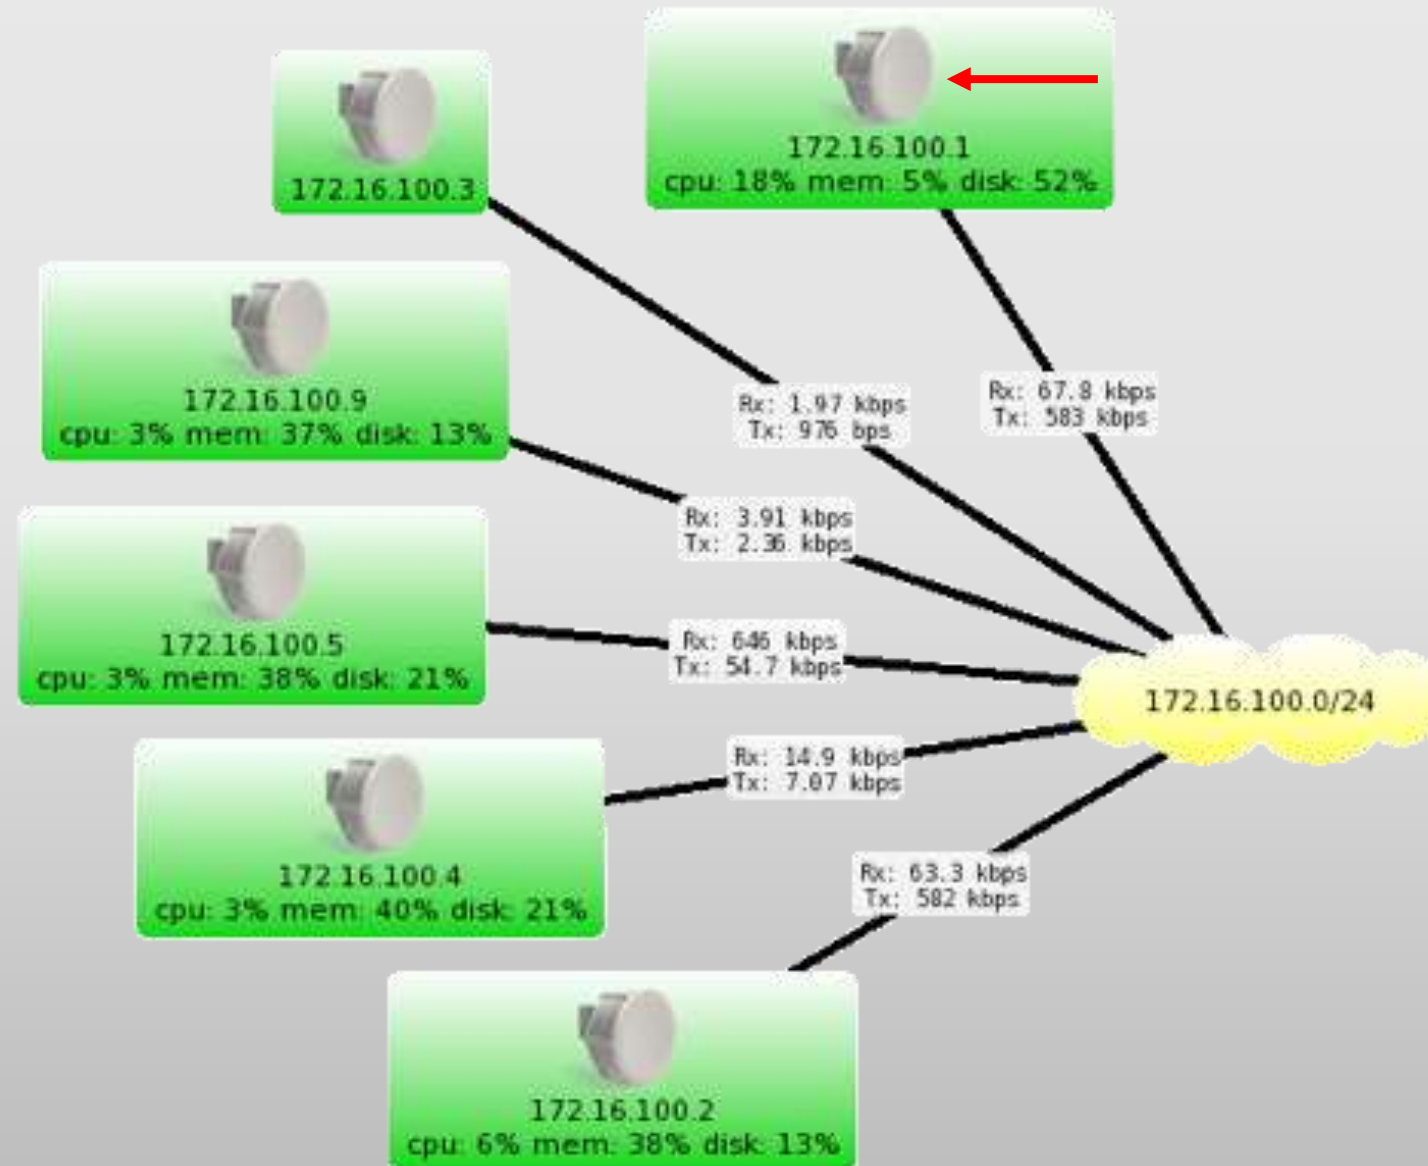 172.16.100.1
cpu: 18% mem: 5% disk: 52%
172.16.100.3
172.16.100.9
cpu: 3% mem: 37% disk: 13%
Rx: 1.97 kbps
Tx: 976 bps
Rx: 67.8 kbps
Tx: 583 kbps
Rx: 3.91 kbps
Tx: 2.36 kbps
172.16.100.5
cpu: 3% mem: 38% disk: 21%
Rx: 646 kbps
Tx: 54.7 kbps
172.16.100.0/24
Rx: 14.9 kbps
Tx: 7.07 kbps
172.16.100.4
cpu: 3% mem: 40% disk: 21%
Rx: 63.3 kbps
Tx: 582 kbps
172.16.100.2
cpu: 6% mem: 38% disk: 13%